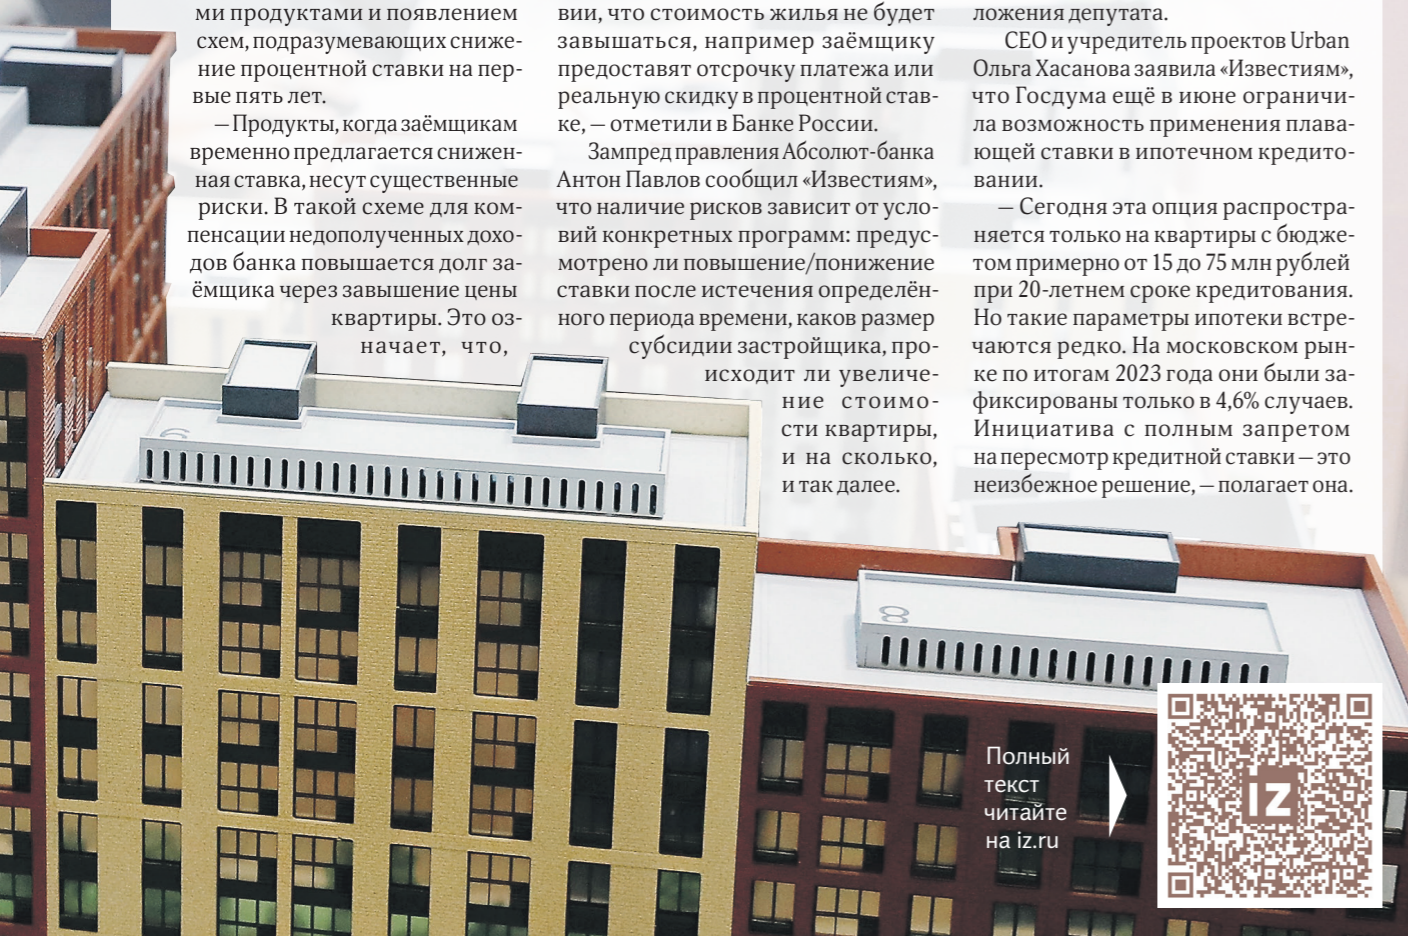 ми продуктами и появлением
схем, подразумевающих сниже-
ние процентной ставки на пер-
вые пять лет.
— Продукты, когда заёмщикам
временно предлагается снижен-
ная ставка, несут существенные
риски. В такой схеме для ком-
пенсации недополученных дохо-
дов банка повышается долг за-
ёмщика через завышение цены
квартиры. Это оз-
начает, что,
вии, что стоимость жилья не будет
завышаться, например заёмщику
предоставят отсрочку платежа или
реальную скидку в процентной став-
ке, — отметили в Банке России.
Зампред правления Абсолют-банка
Антон Павлов сообщил «Известиям»,
что наличие рисков зависит от усло-
вий конкретных программ: предус-
мотрено ли повышение/понижение
ставки после истечения определён-
ного периода времени, каков размер
субсидии застройщика, про-
исходит ли увеличе-
ние стоимо-
сти квартиры,
и на сколько,
и так далее.
ложения депутата.
CEO и учредитель проектов Urban
Ольга Хасанова заявила «Известиям»,
что Госдума ещё в июне ограничи-
ла возможность применения плава-
ющей ставки в ипотечном кредито-
вании.
— Сегодня эта опция распростра-
няется только на квартиры с бюдже-
том примерно от 15 до 75 млн рублей
при 20-летнем сроке кредитования.
Но такие параметры ипотеки встре-
чаются редко. На московском рын-
ке по итогам 2023 года они были за-
фиксированы только в 4,6% случаев.
Инициатива с полным запретом
на пересмотр кредитной ставки — это
неизбежное решение, — полагает она.
8
Полный
текст
читайте
на iz.ru
iz